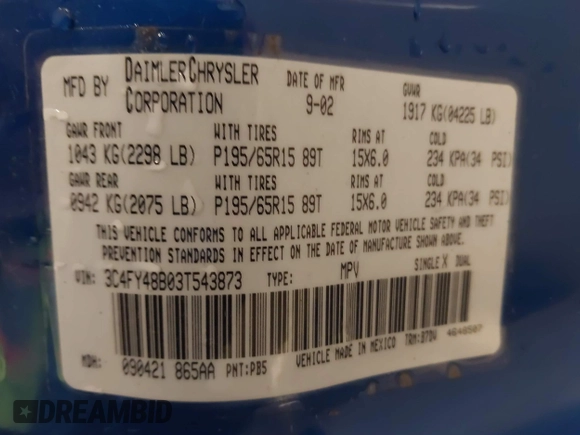 MFD BY DAIMLERCHRYSLER CORPORATION
DATE OF MFR 9-02
GVWR 1917 KG(04225 LB)
GAWR FRONT WITH TIRES RIMS AT COLD
1043 KG(2298 LB) P195/65R15 89T 15X6.0 234 KPA(34 PSI)
GAWR REAR WITH TIRES RIMS AT COLD
0942 KG(2075 LB) P195/65R15 89T 15X6.0 234 KPA(34 PSI)
THIS VEHICLE CONFORMS TO ALL APPLICABLE FEDERAL MOTOR VEHICLE SAFETY AND THEFT
PREVENTION STANDARDS IN EFFECT ON THE DATE OF MANUFACTURE SHOWN ABOVE.
VIN: 3C4FY48B03T543873 TYPE: MPV SINGLE X DUAL
MDH: 090421 865AA PNT:PB5 VEHICLE MADE IN MEXICO TRM:B7DV
DREAMBID